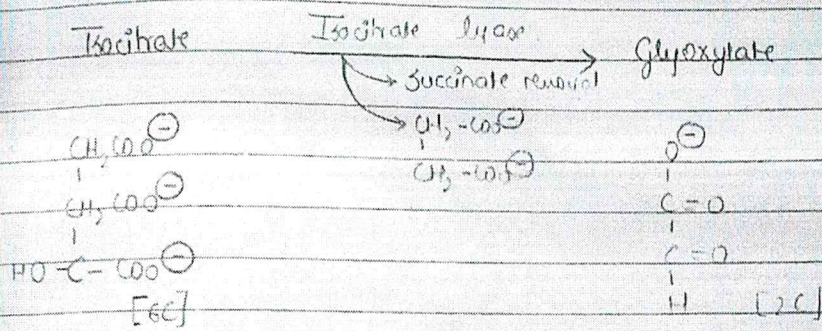 Isocitrate Isocitrate lyase Glyoxylate
Succinate removal
CH2COO⊖ CH2-COO⊖ O⊖
CH2COO⊖ CH2-COO⊖ C=O
HO-C-COO⊖ C=O
[6C] H [2C]